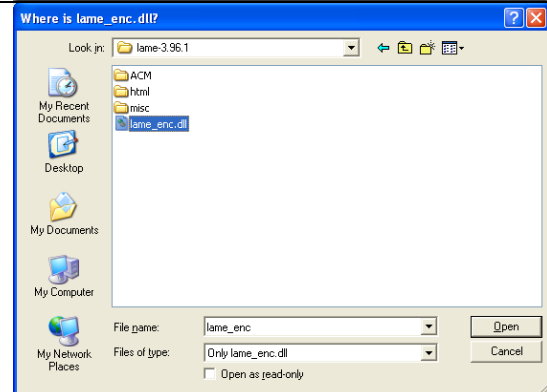 Where is lame_enc.dll?
Look in: lame-3.96.1
My Recent Documents
Desktop
My Documents
My Computer
My Network Places
ACM
html
misc
lame_enc.dll
File name: lame_enc Open
Files of type: Only lame_enc.dll Cancel
Open as read-only